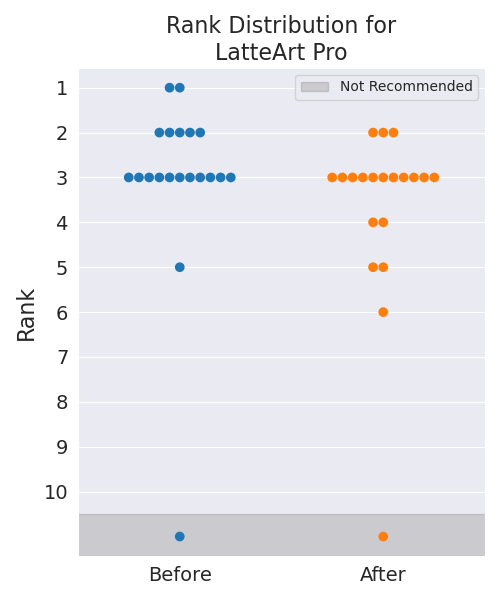 Rank Distribution for
LatteArt Pro
Not Recommended
Rank
1
2
3
4
5
6
7
8
9
10
Before After